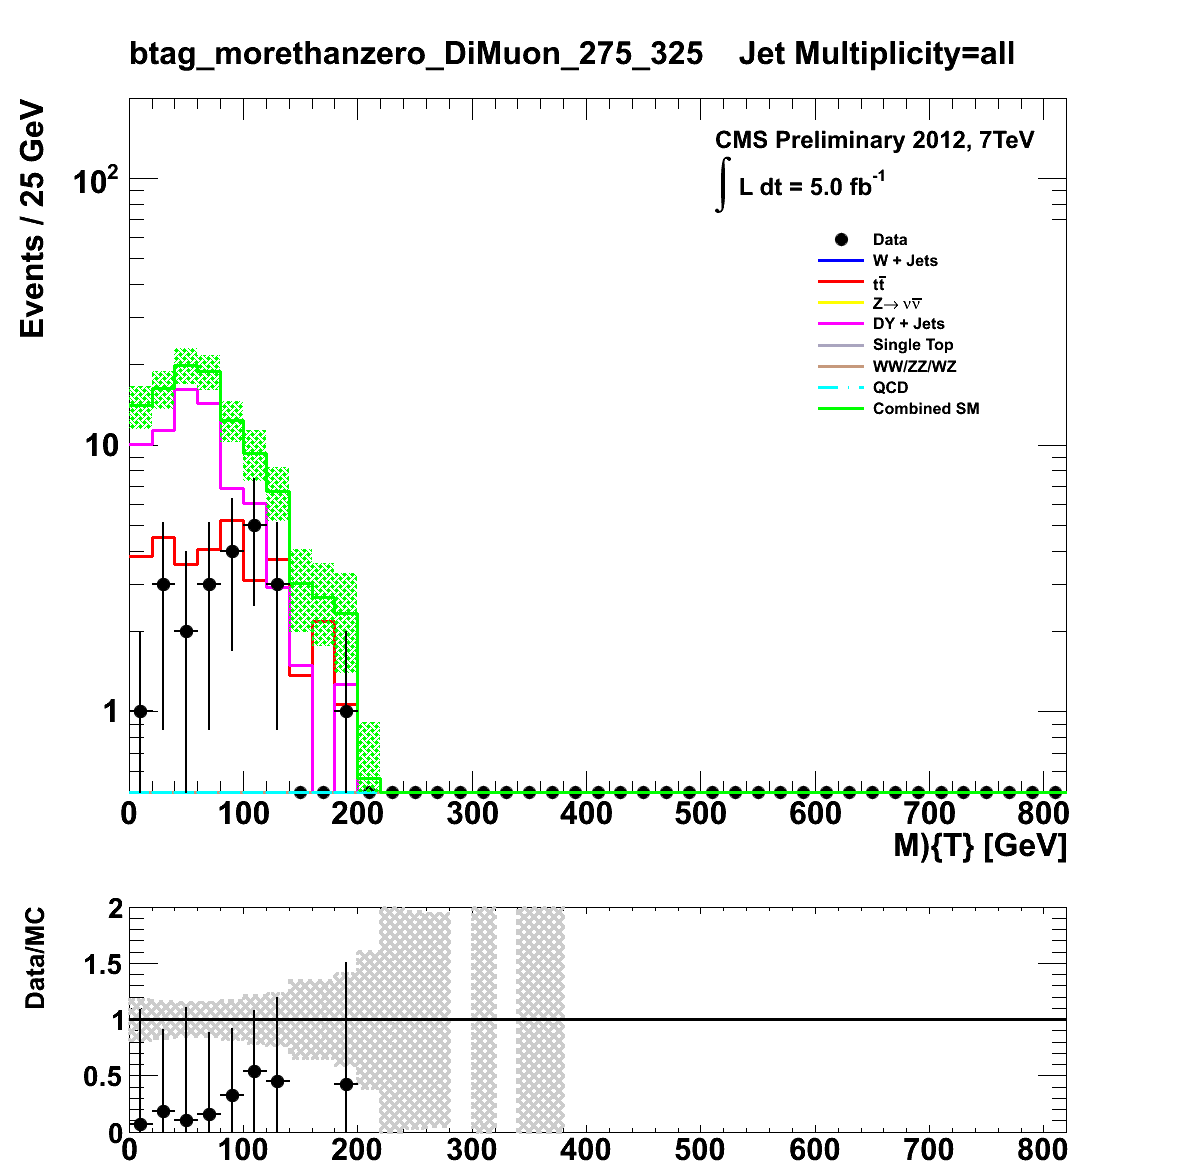 btag_morethanzero_DiMuon_275_325 Jet Multiplicity=all
Events / 25 GeV
CMS Preliminary 2012, 7TeV
∫ L dt = 5.0 fb⁻¹
Data
W + Jets
tt̅
Z→ νν̅
DY + Jets
Single Top
WW/ZZ/WZ
QCD
Combined SM
10²
10
1
0 100 200 300 400 500 600 700 800
M){T} [GeV]
Data/MC
2
1.5
1
0.5
0
0 100 200 300 400 500 600 700 800